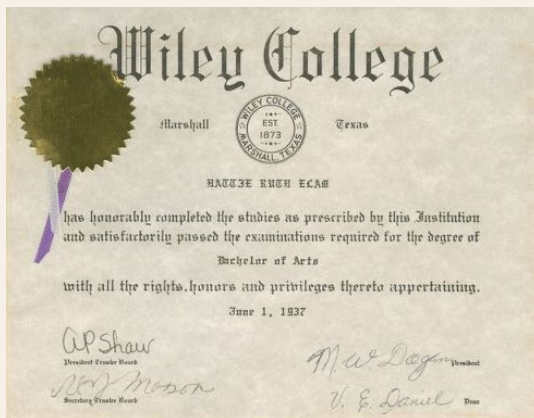 Wiley College
Marshall Texas
WILEY COLLEGE
EST.
1873
MARSHALL, TEXAS
HATTIE RUTH ELAM
has honorably completed the studies as prescribed by this Institution
and satisfactorily passed the examinations required for the degree of
Bachelor of Arts
with all the rights, honors and privileges thereto appertaining.
June 1, 1937
A P Shaw
President Trustee Board
M. W. Dogan President
Secretary Trustee Board
V. E. Daniel Dean